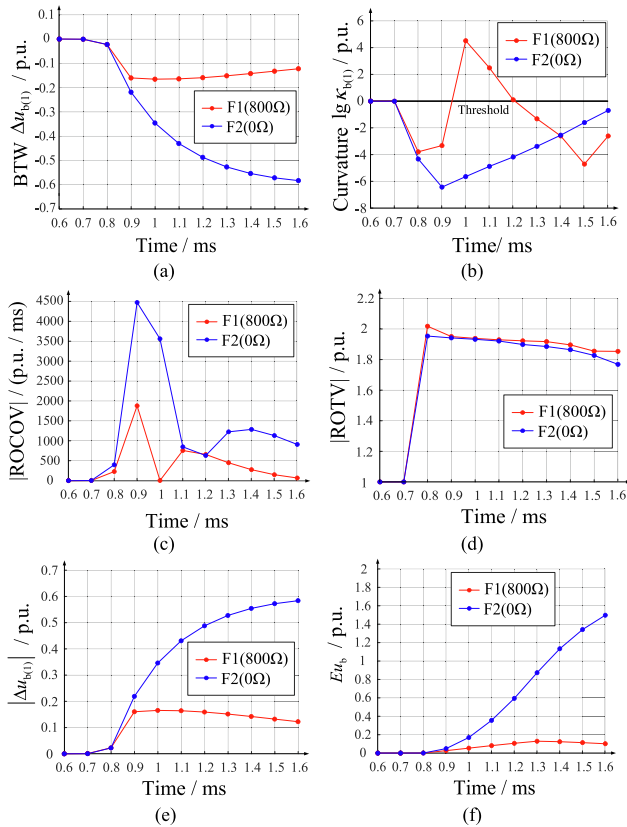 BTW Δu_b(1) / p.u.
0.1
0
-0.1
-0.2
-0.3
-0.4
-0.5
-0.6
-0.7
F1(800Ω)
F2(0Ω)
0.6 0.7 0.8 0.9 1 1.1 1.2 1.3 1.4 1.5 1.6
Time / ms
(a)
Curvature lg κ_b(1) / p.u.
6
4
2
0
-2
-4
-6
-8
F1(800Ω)
F2(0Ω)
Threshold
0.6 0.7 0.8 0.9 1 1.1 1.2 1.3 1.4 1.5 1.6
Time/ ms
(b)
|ROCOV| / (p.u. / ms)
4500
4000
3500
3000
2500
2000
1500
1000
500
0
F1(800Ω)
F2(0Ω)
0.6 0.7 0.8 0.9 1 1.1 1.2 1.3 1.4 1.5 1.6
Time / ms
(c)
|ROTV| / p.u.
2.2
2
1.8
1.6
1.4
1.2
1
F1(800Ω)
F2(0Ω)
0.6 0.7 0.8 0.9 1 1.1 1.2 1.3 1.4 1.5 1.6
Time / ms
(d)
|Δu_b(1)| / p.u.
0.7
0.6
0.5
0.4
0.3
0.2
0.1
0
F1(800Ω)
F2(0Ω)
0.6 0.7 0.8 0.9 1 1.1 1.2 1.3 1.4 1.5 1.6
Time / ms
(e)
Eu_b / p.u.
2
1.8
1.6
1.4
1.2
1
0.8
0.6
0.4
0.2
0
F1(800Ω)
F2(0Ω)
0.6 0.7 0.8 0.9 1 1.1 1.2 1.3 1.4 1.5 1.6
Time / ms
(f)